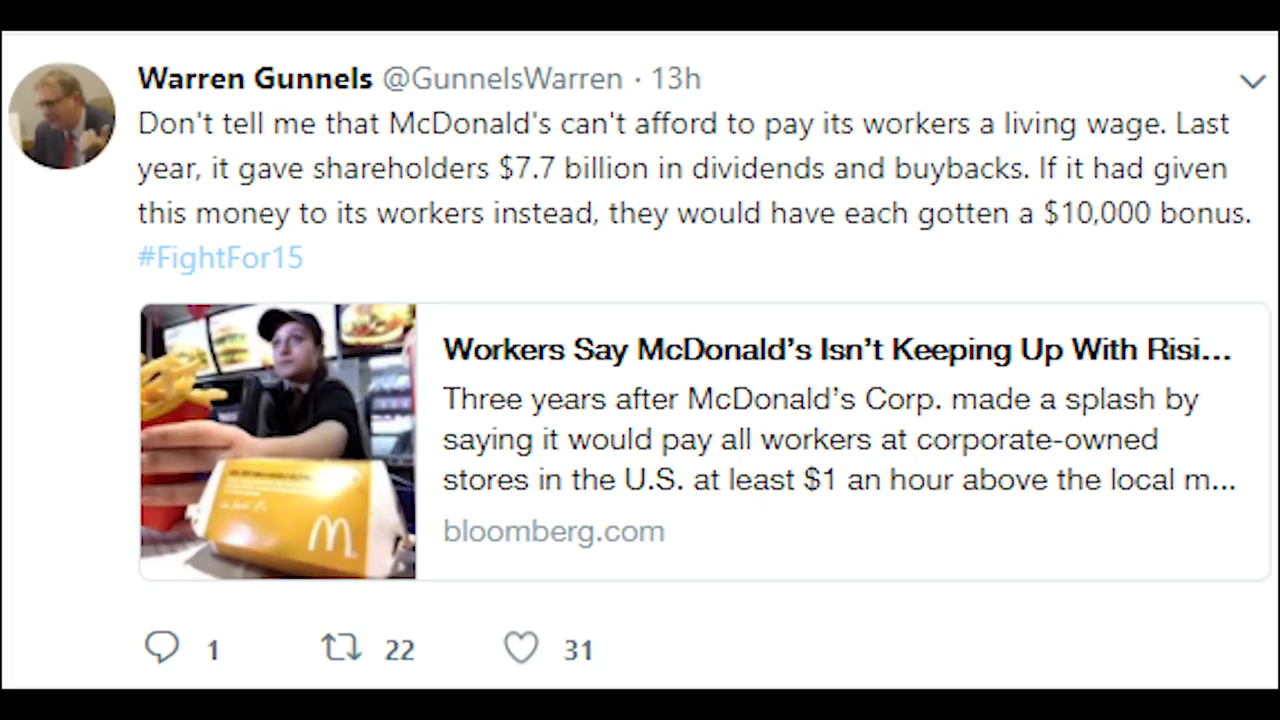 Warren Gunnels @GunnelsWarren · 13h
Don't tell me that McDonald's can't afford to pay its workers a living wage. Last
year, it gave shareholders $7.7 billion in dividends and buybacks. If it had given
this money to its workers instead, they would have each gotten a $10,000 bonus.
#FightFor15
Workers Say McDonald’s Isn’t Keeping Up With Risi...
Three years after McDonald’s Corp. made a splash by
saying it would pay all workers at corporate-owned
stores in the U.S. at least $1 an hour above the local m...
bloomberg.com
1 22 31